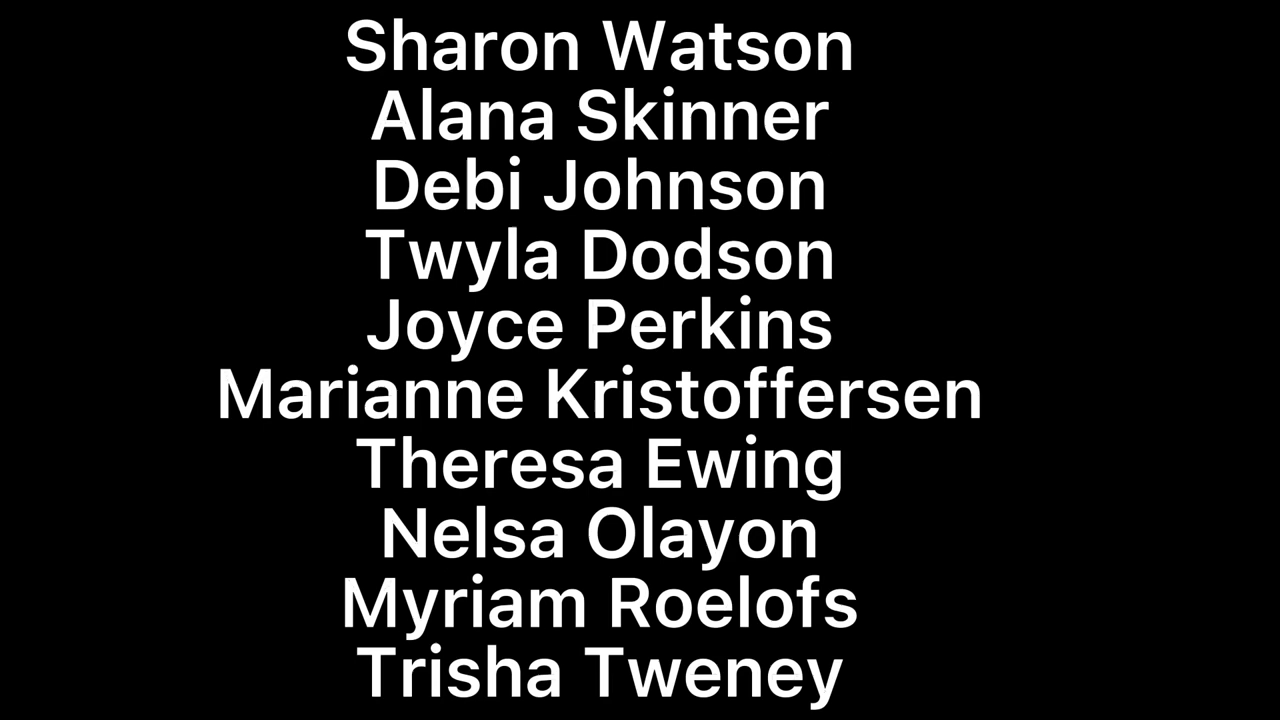 Sharon Watson
Alana Skinner
Debi Johnson
Twyla Dodson
Joyce Perkins
Marianne Kristoffersen
Theresa Ewing
Nelsa Olayon
Myriam Roelofs
Trisha Tweney